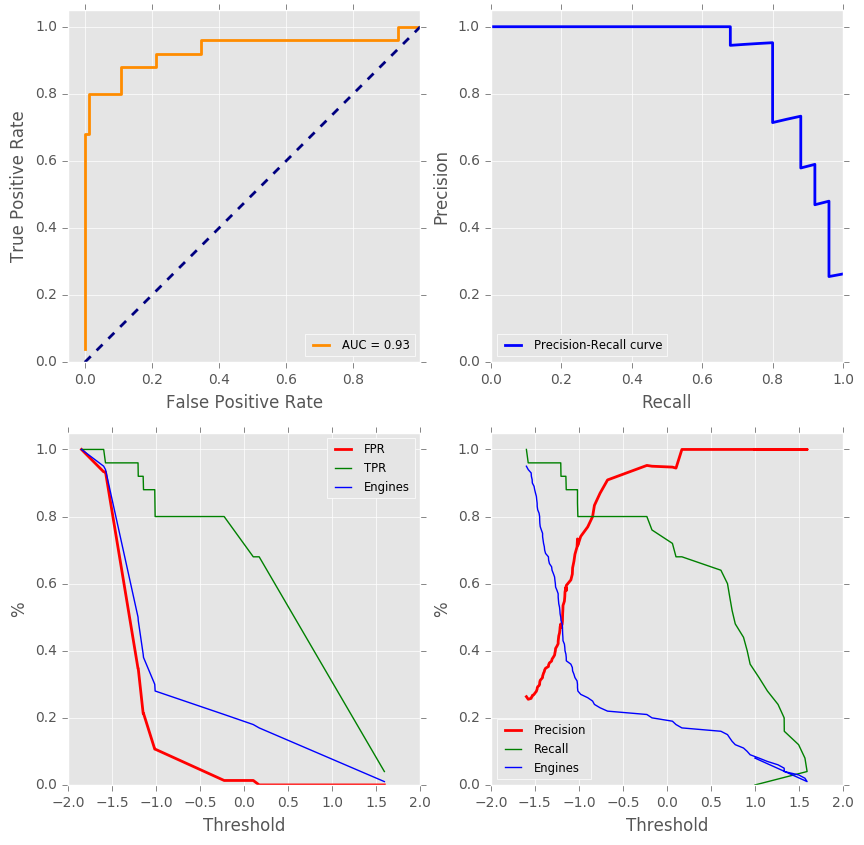 1.0
0.8
0.6
0.4
0.2
0.0
True Positive Rate
0.0 0.2 0.4 0.6 0.8
False Positive Rate
AUC = 0.93
1.0
0.8
0.6
0.4
0.2
0.0
Precision
0.0 0.2 0.4 0.6 0.8 1.0
Recall
Precision-Recall curve
1.0
0.8
0.6
0.4
0.2
0.0
%
−2.0 −1.5 −1.0 −0.5 0.0 0.5 1.0 1.5 2.0
Threshold
FPR
TPR
Engines
1.0
0.8
0.6
0.4
0.2
0.0
%
−2.0 −1.5 −1.0 −0.5 0.0 0.5 1.0 1.5 2.0
Threshold
Precision
Recall
Engines